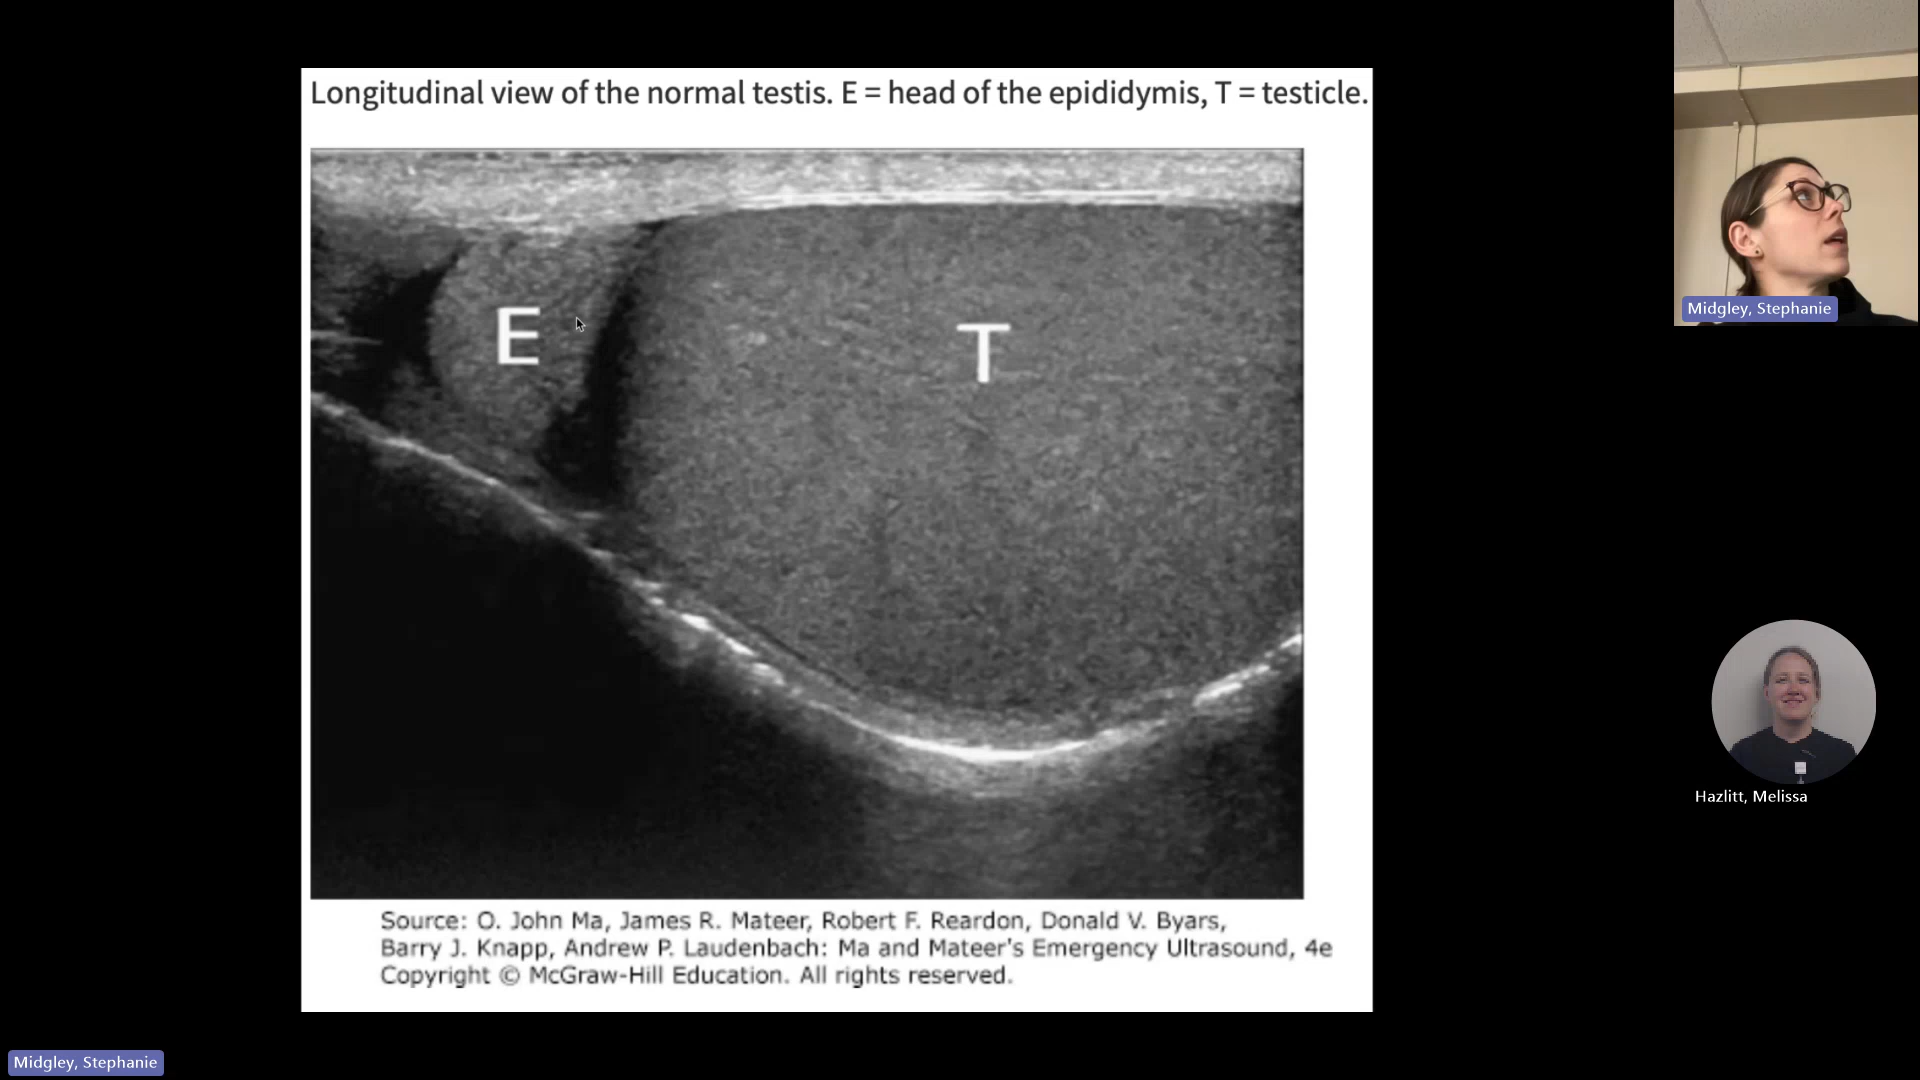 Longitudinal view of the normal testis. E = head of the epididymis, T = testicle.
E
T
Source: O. John Ma, James R. Mateer, Robert F. Reardon, Donald V. Byars,
Barry J. Knapp, Andrew P. Laudenbach: Ma and Mateer's Emergency Ultrasound, 4e
Copyright © McGraw-Hill Education. All rights reserved.
Midgley, Stephanie
Hazlitt, Melissa
Midgley, Stephanie